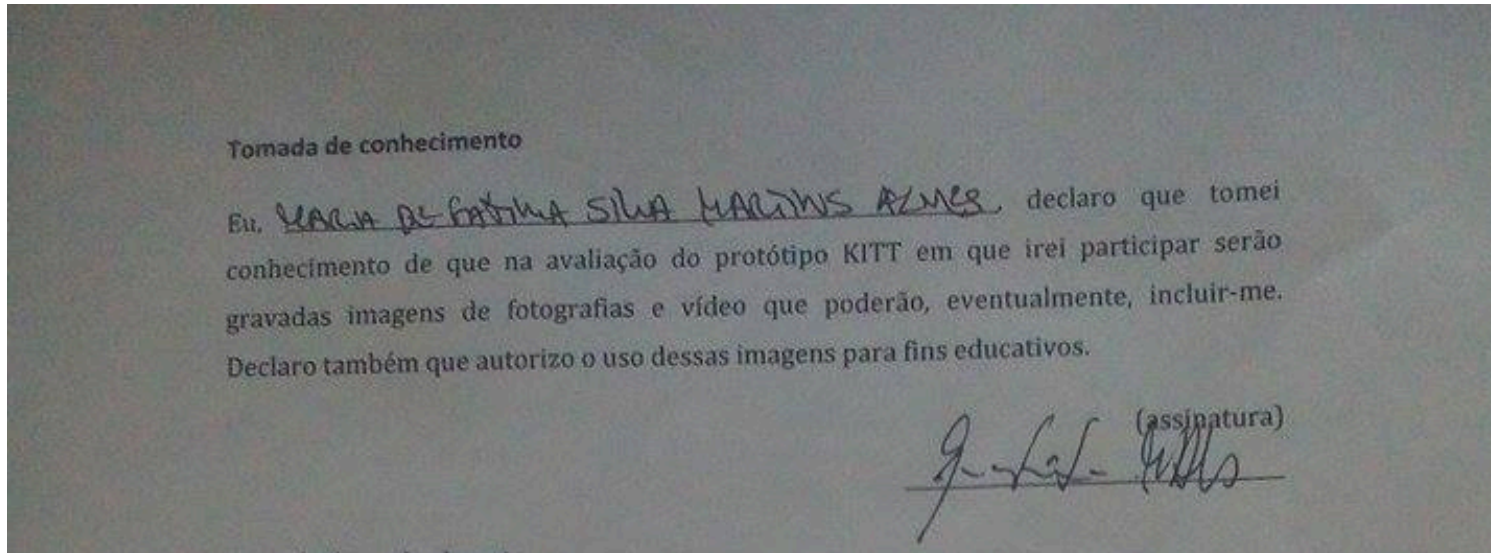 Tomada de conhecimento
Eu, MARIA DE FATIMA SILVA MARTINS declaro que tomei
conhecimento de que na avaliação do protótipo KITT em que irei participar serão
gravadas imagens de fotografias e vídeo que poderão, eventualmente, incluir-me.
Declaro também que autorizo o uso dessas imagens para fins educativos.
(assinatura)